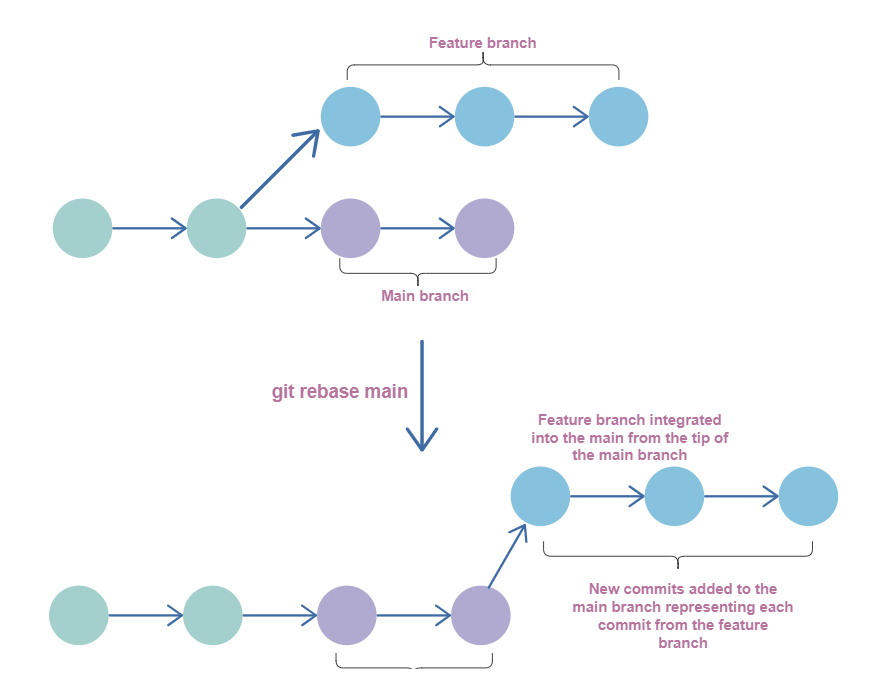 Feature branch
Main branch
git rebase main
Feature branch integrated
into the main from the tip of
the main branch
New commits added to the
main branch representing each
commit from the feature
branch